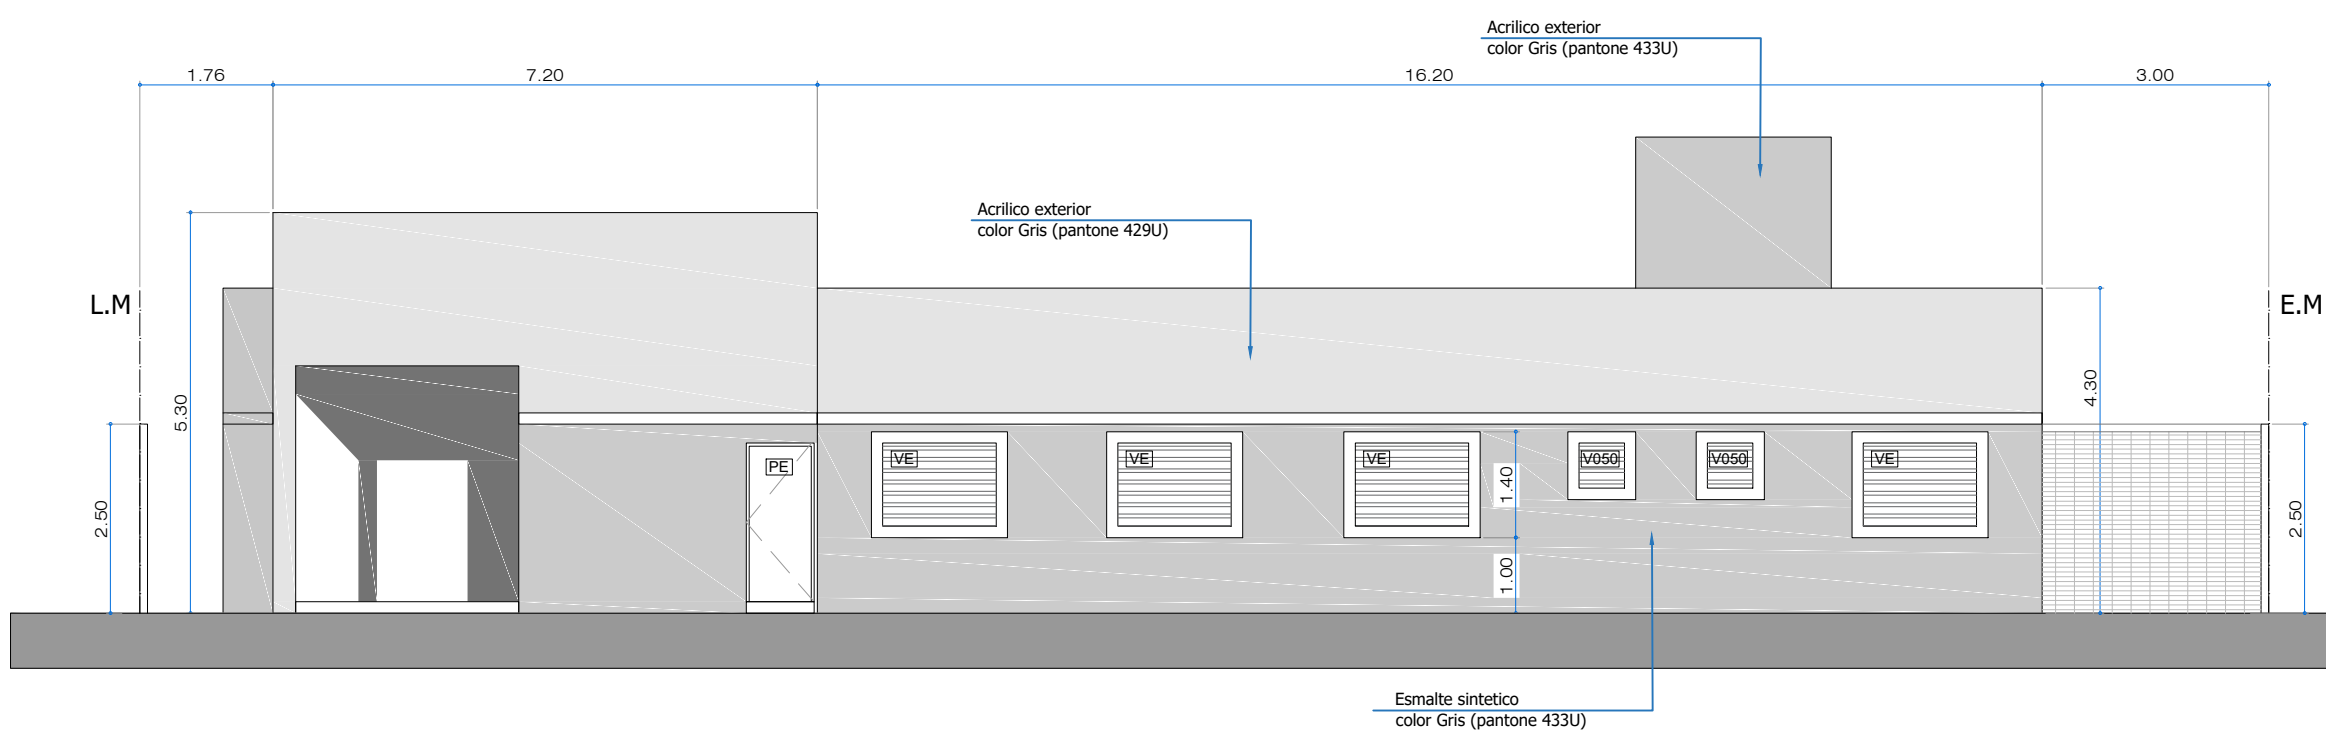 Acrilico exterior
color Gris (pantone 433U)
1.76
7.20
16.20
3.00
Acrilico exterior
color Gris (pantone 429U)
L.M
E.M
5.30
4.30
2.50
PE
VE
VE
VE
V050
V050
VE
1.40
2.50
1.00
Esmalte sintetico
color Gris (pantone 433U)